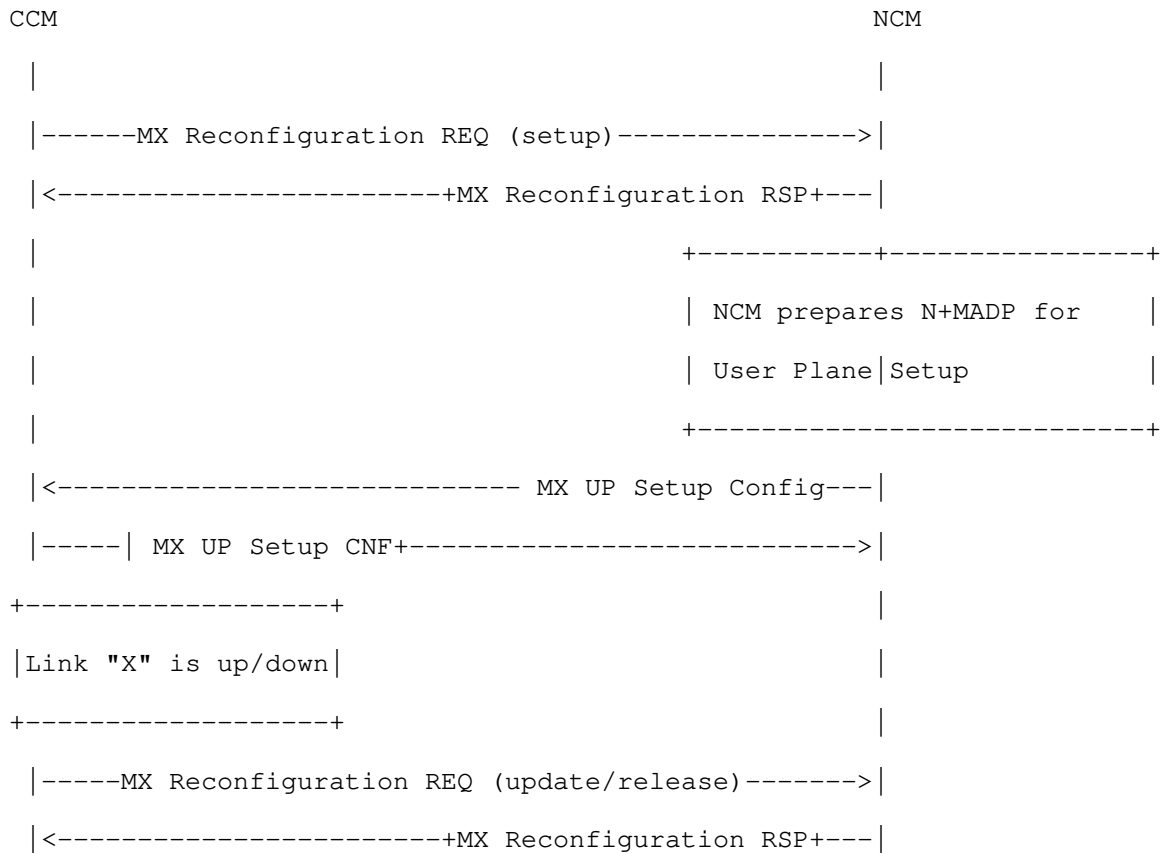 CCM                                                   NCM
 |                                                     |
 |------MX Reconfiguration REQ (setup)--------------->|
 |<------------------------+MX Reconfiguration RSP+---|
 |                                         +-----------+----------------+
 |                                         | NCM prepares N+MADP for    |
 |                                         | User Plane|Setup           |
 |                                         +----------------------------+
 |<----------------------------- MX UP Setup Config---|
 |-----| MX UP Setup CNF+---------------------------->|
+-------------------+                                  |
|Link "X" is up/down|                                  |
+-------------------+                                  |
 |-----MX Reconfiguration REQ (update/release)------->|
 |<------------------------+MX Reconfiguration RSP+---|